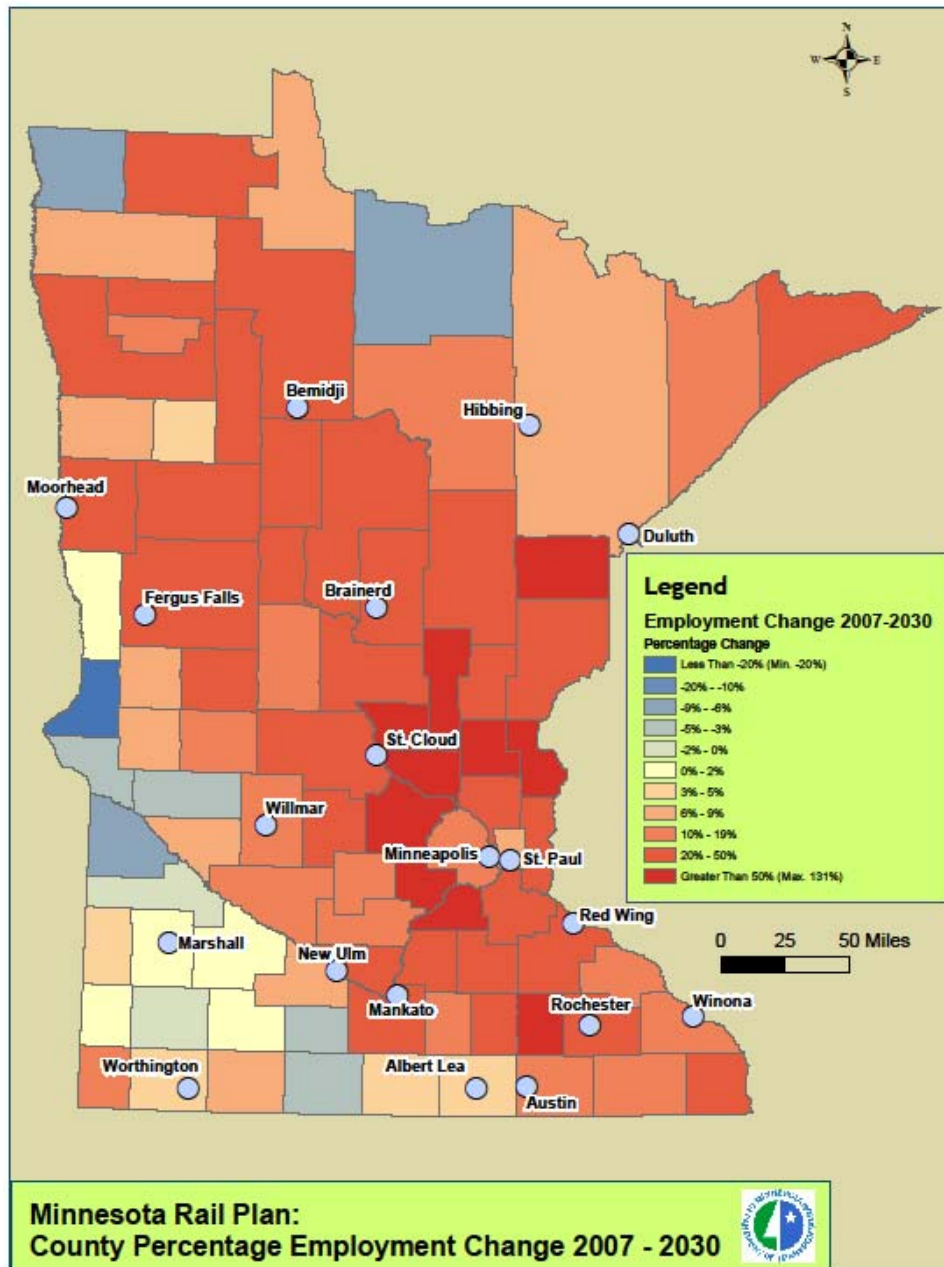 N
W E
S
Bemidji
Hibbing
Moorhead
Duluth
Fergus Falls
Brainerd
St. Cloud
Willmar
Minneapolis
St. Paul
Red Wing
Marshall
New Ulm
Mankato
Rochester
Winona
Worthington
Albert Lea
Austin
Legend
Employment Change 2007-2030
Percentage Change
Less Than -20% (Min. -20%)
-20% - -10%
-9% - -6%
-5% - -3%
-2% - 0%
0% - 2%
3% - 5%
6% - 9%
10% - 19%
20% - 50%
Greater Than 50% (Max. 131%)
0 25 50 Miles
Minnesota Rail Plan:
County Percentage Employment Change 2007 - 2030